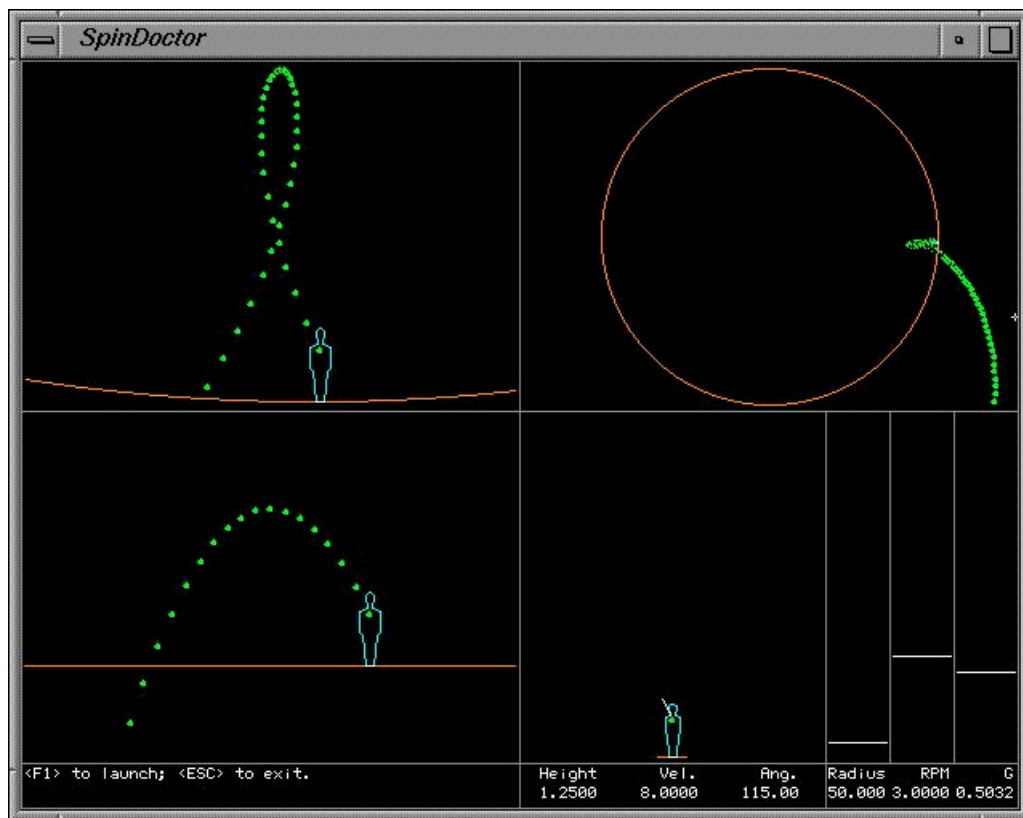 SpinDoctor
<F1> to launch; <ESC> to exit.
Height Vel. Ang. Radius RPM G
1.2500 8.0000 115.00 50.000 3.0000 0.5032